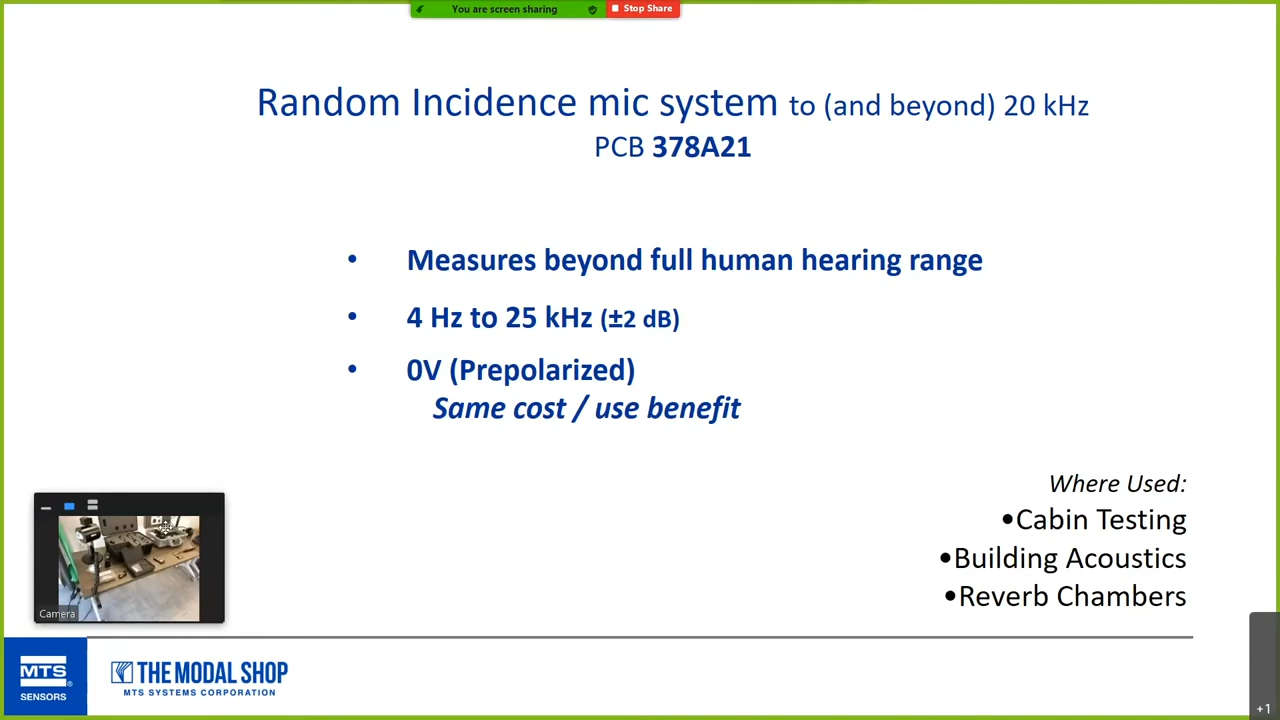 You are screen sharing
Stop Share
Random Incidence mic system to (and beyond) 20 kHz
PCB 378A21
• Measures beyond full human hearing range
• 4 Hz to 25 kHz (±2 dB)
• 0V (Prepolarized)
Same cost / use benefit
Where Used:
•Cabin Testing
•Building Acoustics
•Reverb Chambers
Camera
MTS®
SENSORS
THE MODAL SHOP
MTS SYSTEMS CORPORATION
+1